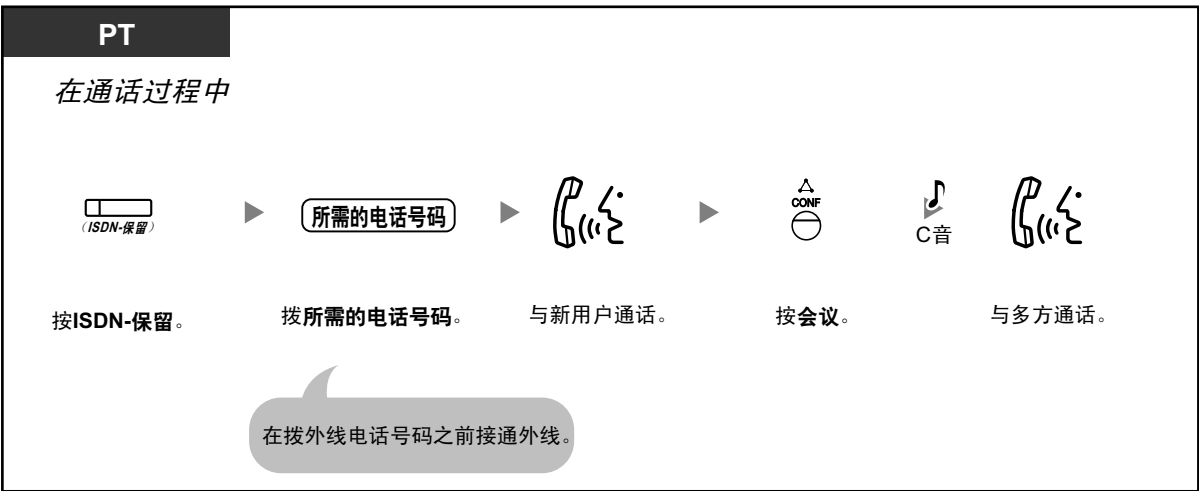 PT
在通话过程中
（ISDN-保留）
所需的电话号码
CONF
C音
按ISDN-保留。
拨所需的电话号码。
与新用户通话。
按会议。
与多方通话。
在拨外线电话号码之前接通外线。